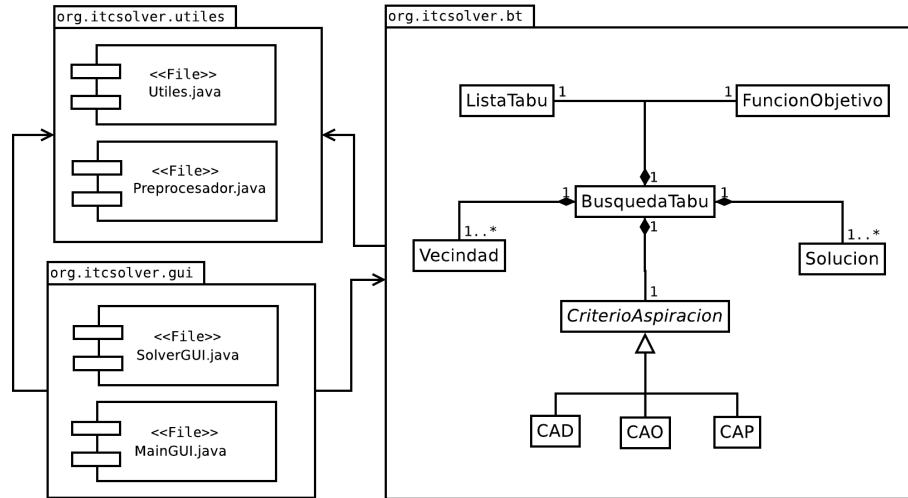 org.itcsolver.utiles
<<File>>
Utiles.java
<<File>>
Preprocesador.java
org.itcsolver.gui
<<File>>
SolverGUI.java
<<File>>
MainGUI.java
org.itcsolver.bt
ListaTabu
1
1
FuncionObjetivo
1
1
BusquedaTabu
1
1
1..*
1..*
Vecindad
Solucion
1
CriterioAspiracion
CAD
CAO
CAP